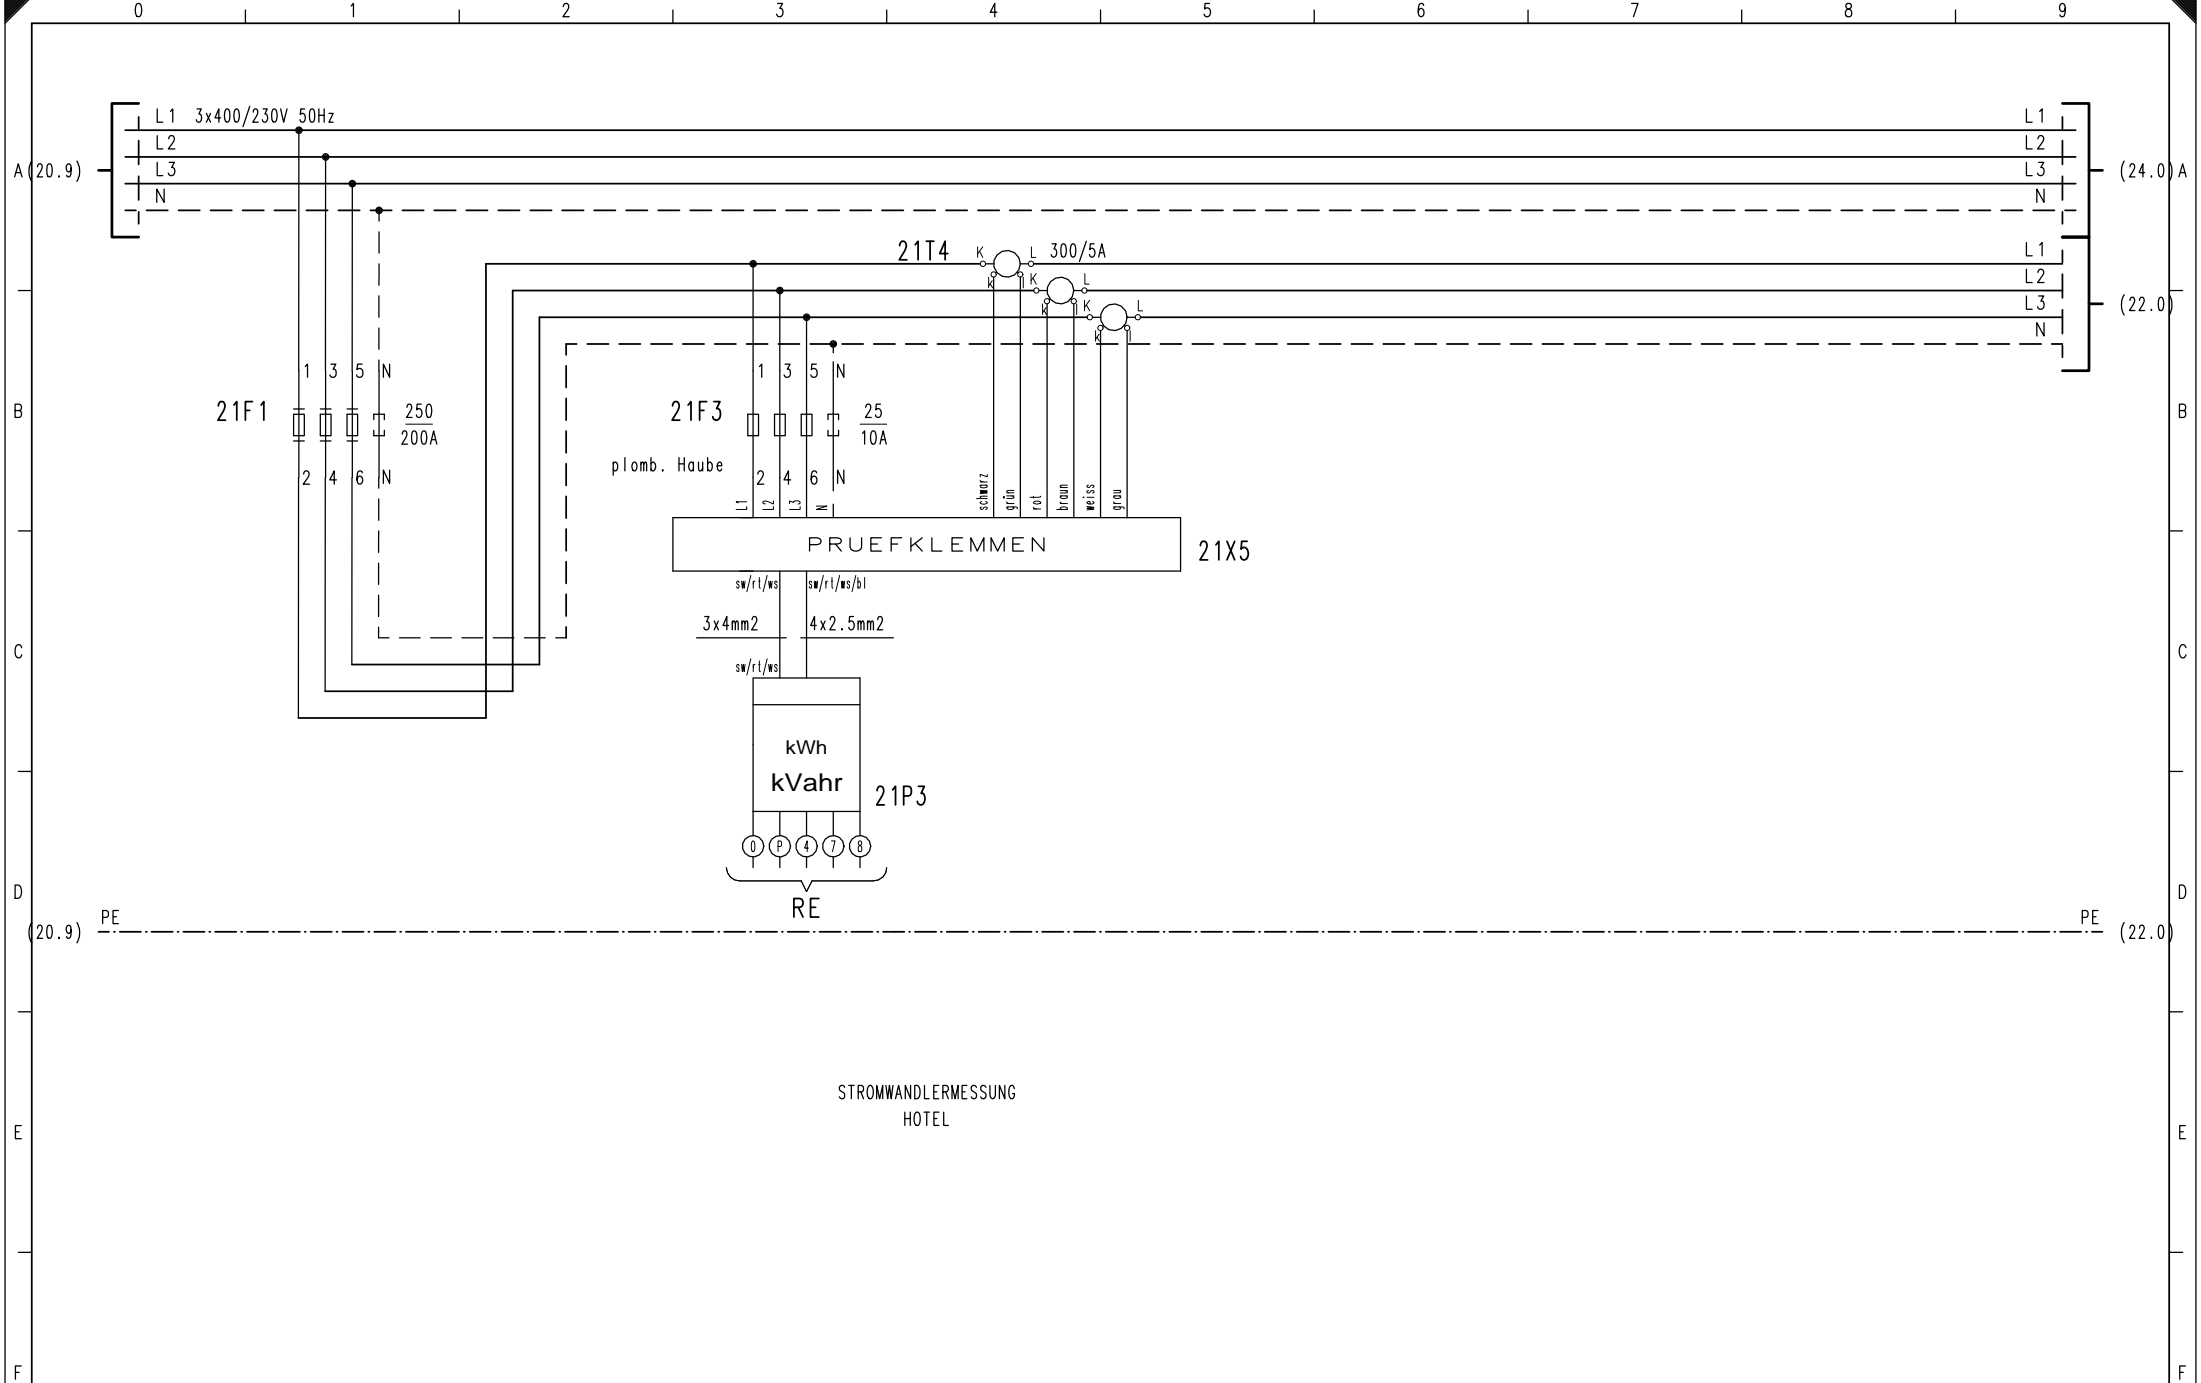 0 1 2 3 4 5 6 7 8 9
L1 3x400/230V 50Hz L1
L2 L2
A (20.9) L3 L3 (24.0) A
N N
21T4 K L 300/5A L1
k l K L L2
k l K L L3 (22.0)
k l N
1 3 5 N 1 3 5 N
B 21F1 250 21F3 25 B
200A 10A
plomb. Haube
2 4 6 N 2 4 6 N
L1 L2 L3 N schwarz grün rot braun weiss grau
PRUEFKLEMMEN 21X5
sw/rt/ws sw/rt/ws/bl
3x4mm2 4x2.5mm2
C C
sw/rt/ws
kWh
kVahr
21P3
0 P 4 7 8
D D
RE
PE PE
(20.9) (22.0)
STROMWANDLERMESSUNG
HOTEL
E E
F F